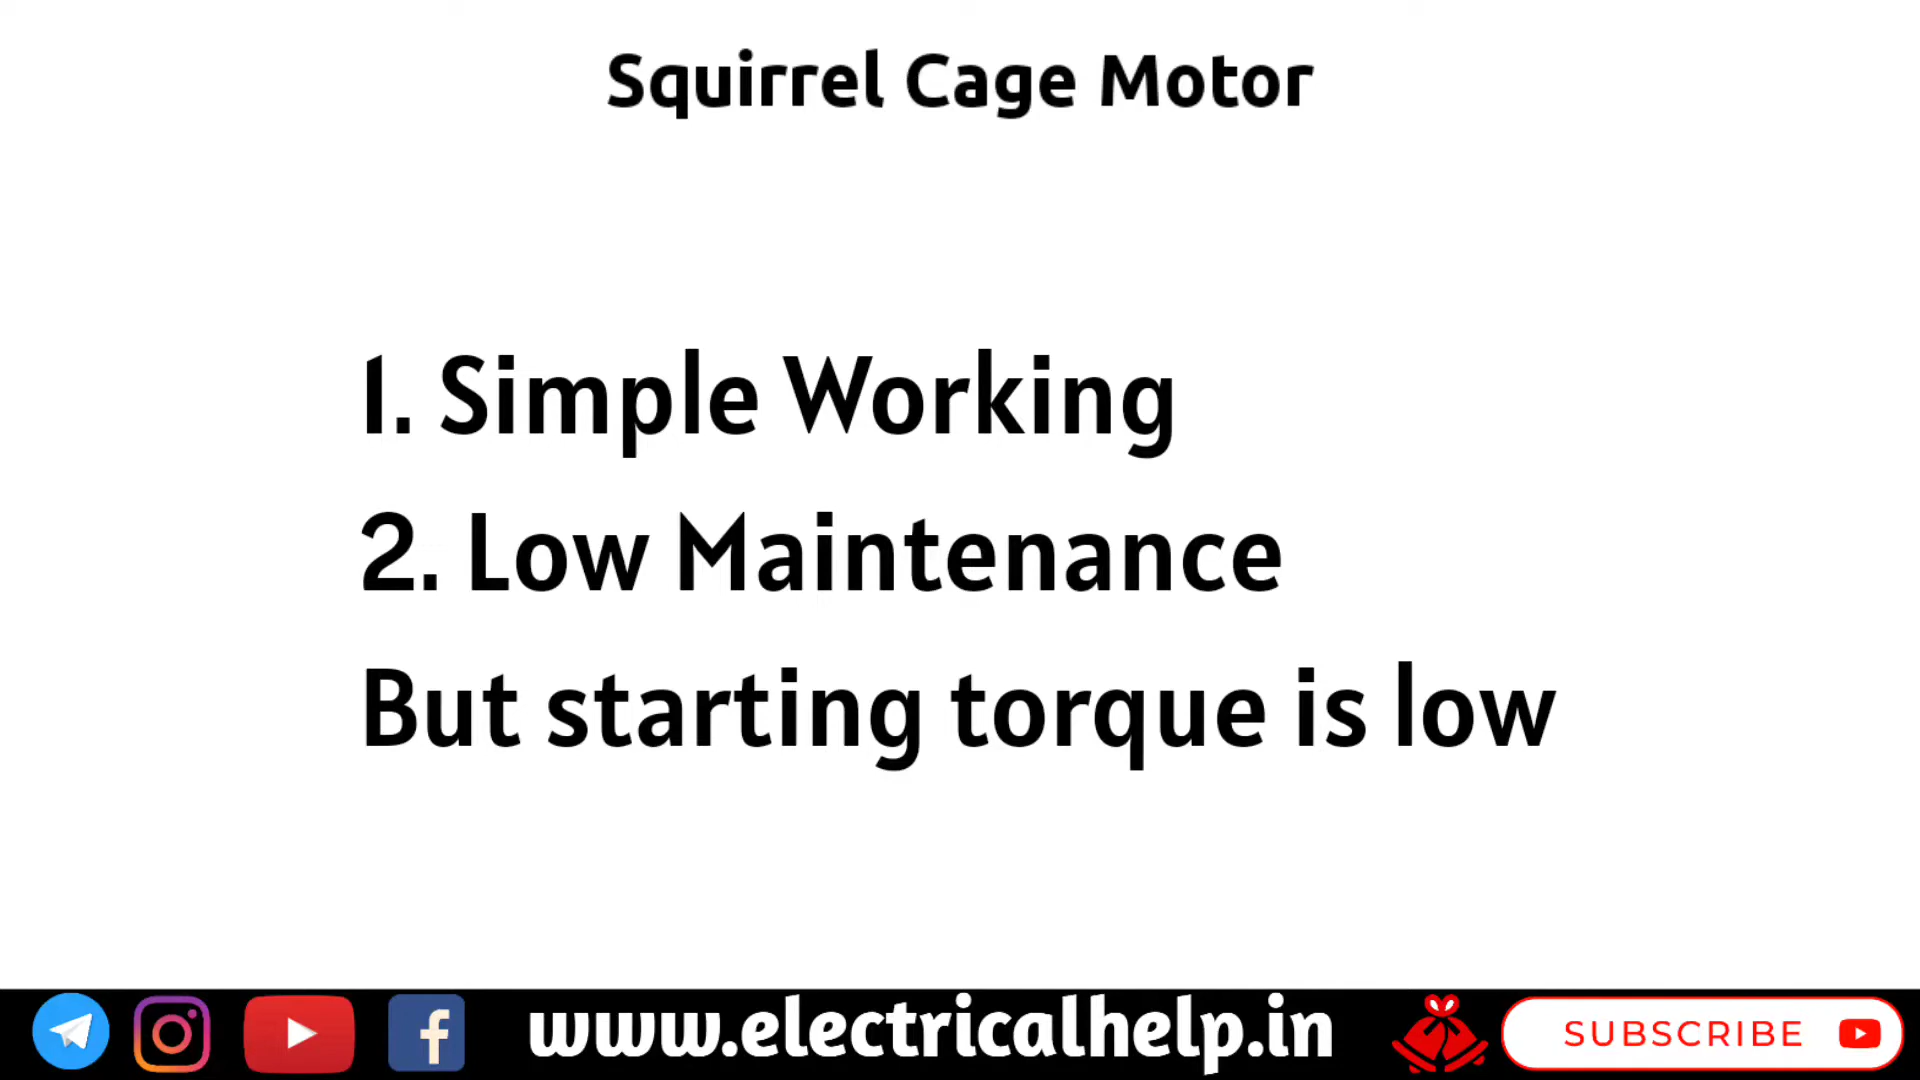 Squirrel Cage Motor
1. Simple Working
2. Low Maintenance
But starting torque is low
www.electricalhelp.in
SUBSCRIBE